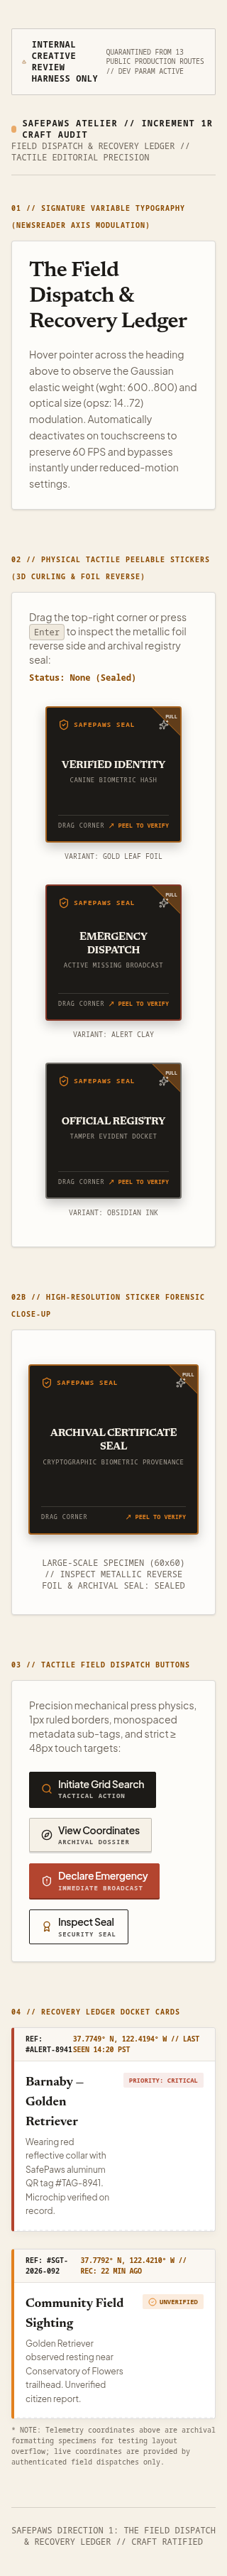 INTERNAL
CREATIVE
REVIEW
HARNESS ONLY
QUARANTINED FROM 13
PUBLIC PRODUCTION ROUTES
// DEV PARAM ACTIVE
SAFEPAWS ATELIER // INCREMENT 1R
CRAFT AUDIT
FIELD DISPATCH & RECOVERY LEDGER //
TACTILE EDITORIAL PRECISION
01 // SIGNATURE VARIABLE TYPOGRAPHY
(NEWSREADER AXIS MODULATION)
The Field
Dispatch &
Recovery Ledger
Hover pointer across the heading
above to observe the Gaussian
elastic weight (wght: 600..800) and
optical size (opsz: 14..72)
modulation. Automatically
deactivates on touchscreens to
preserve 60 FPS and bypasses
instantly under reduced-motion
settings.
02 // PHYSICAL TACTILE PEELABLE STICKERS
(3D CURLING & FOIL REVERSE)
Drag the top-right corner or press
Enter to inspect the metallic foil
reverse side and archival registry
seal:
Status: None (Sealed)
PULL
SAFEPAWS SEAL
VERIFIED IDENTITY
CANINE BIOMETRIC HASH
DRAG CORNER ↗ PEEL TO VERIFY
VARIANT: GOLD LEAF FOIL
PULL
SAFEPAWS SEAL
EMERGENCY
DISPATCH
ACTIVE MISSING BROADCAST
DRAG CORNER ↗ PEEL TO VERIFY
VARIANT: ALERT CLAY
PULL
SAFEPAWS SEAL
OFFICIAL REGISTRY
TAMPER EVIDENT DOCKET
DRAG CORNER ↗ PEEL TO VERIFY
VARIANT: OBSIDIAN INK
02B // HIGH-RESOLUTION STICKER FORENSIC
CLOSE-UP
PULL
SAFEPAWS SEAL
ARCHIVAL CERTIFICATE
SEAL
CRYPTOGRAPHIC BIOMETRIC PROVENANCE
DRAG CORNER ↗ PEEL TO VERIFY
LARGE-SCALE SPECIMEN (60x60)
// INSPECT METALLIC REVERSE
FOIL & ARCHIVAL SEAL: SEALED
03 // TACTILE FIELD DISPATCH BUTTONS
Precision mechanical press physics,
1px ruled borders, monospaced
metadata sub-tags, and strict ≥
48px touch targets:
Initiate Grid Search
TACTICAL ACTION
View Coordinates
ARCHIVAL DOSSIER
Declare Emergency
IMMEDIATE BROADCAST
Inspect Seal
SECURITY SEAL
04 // RECOVERY LEDGER DOCKET CARDS
REF:
#ALERT-8941
37.7749° N, 122.4194° W // LAST
SEEN 14:20 PST
Barnaby —
Golden
Retriever
PRIORITY: CRITICAL
Wearing red
reflective collar with
SafePaws aluminum
QR tag #TAG-8941.
Microchip verified on
record.
REF: #SGT-
2026-092
37.7792° N, 122.4210° W //
REC: 22 MIN AGO
Community Field
Sighting
UNVERIFIED
Golden Retriever
observed resting near
Conservatory of Flowers
trailhead. Unverified
citizen report.
* NOTE: Telemetry coordinates above are archival
formatting specimens for testing layout
overflow; live coordinates are provided by
authenticated field dispatches only.
SAFEPAWS DIRECTION 1: THE FIELD DISPATCH
& RECOVERY LEDGER // CRAFT RATIFIED